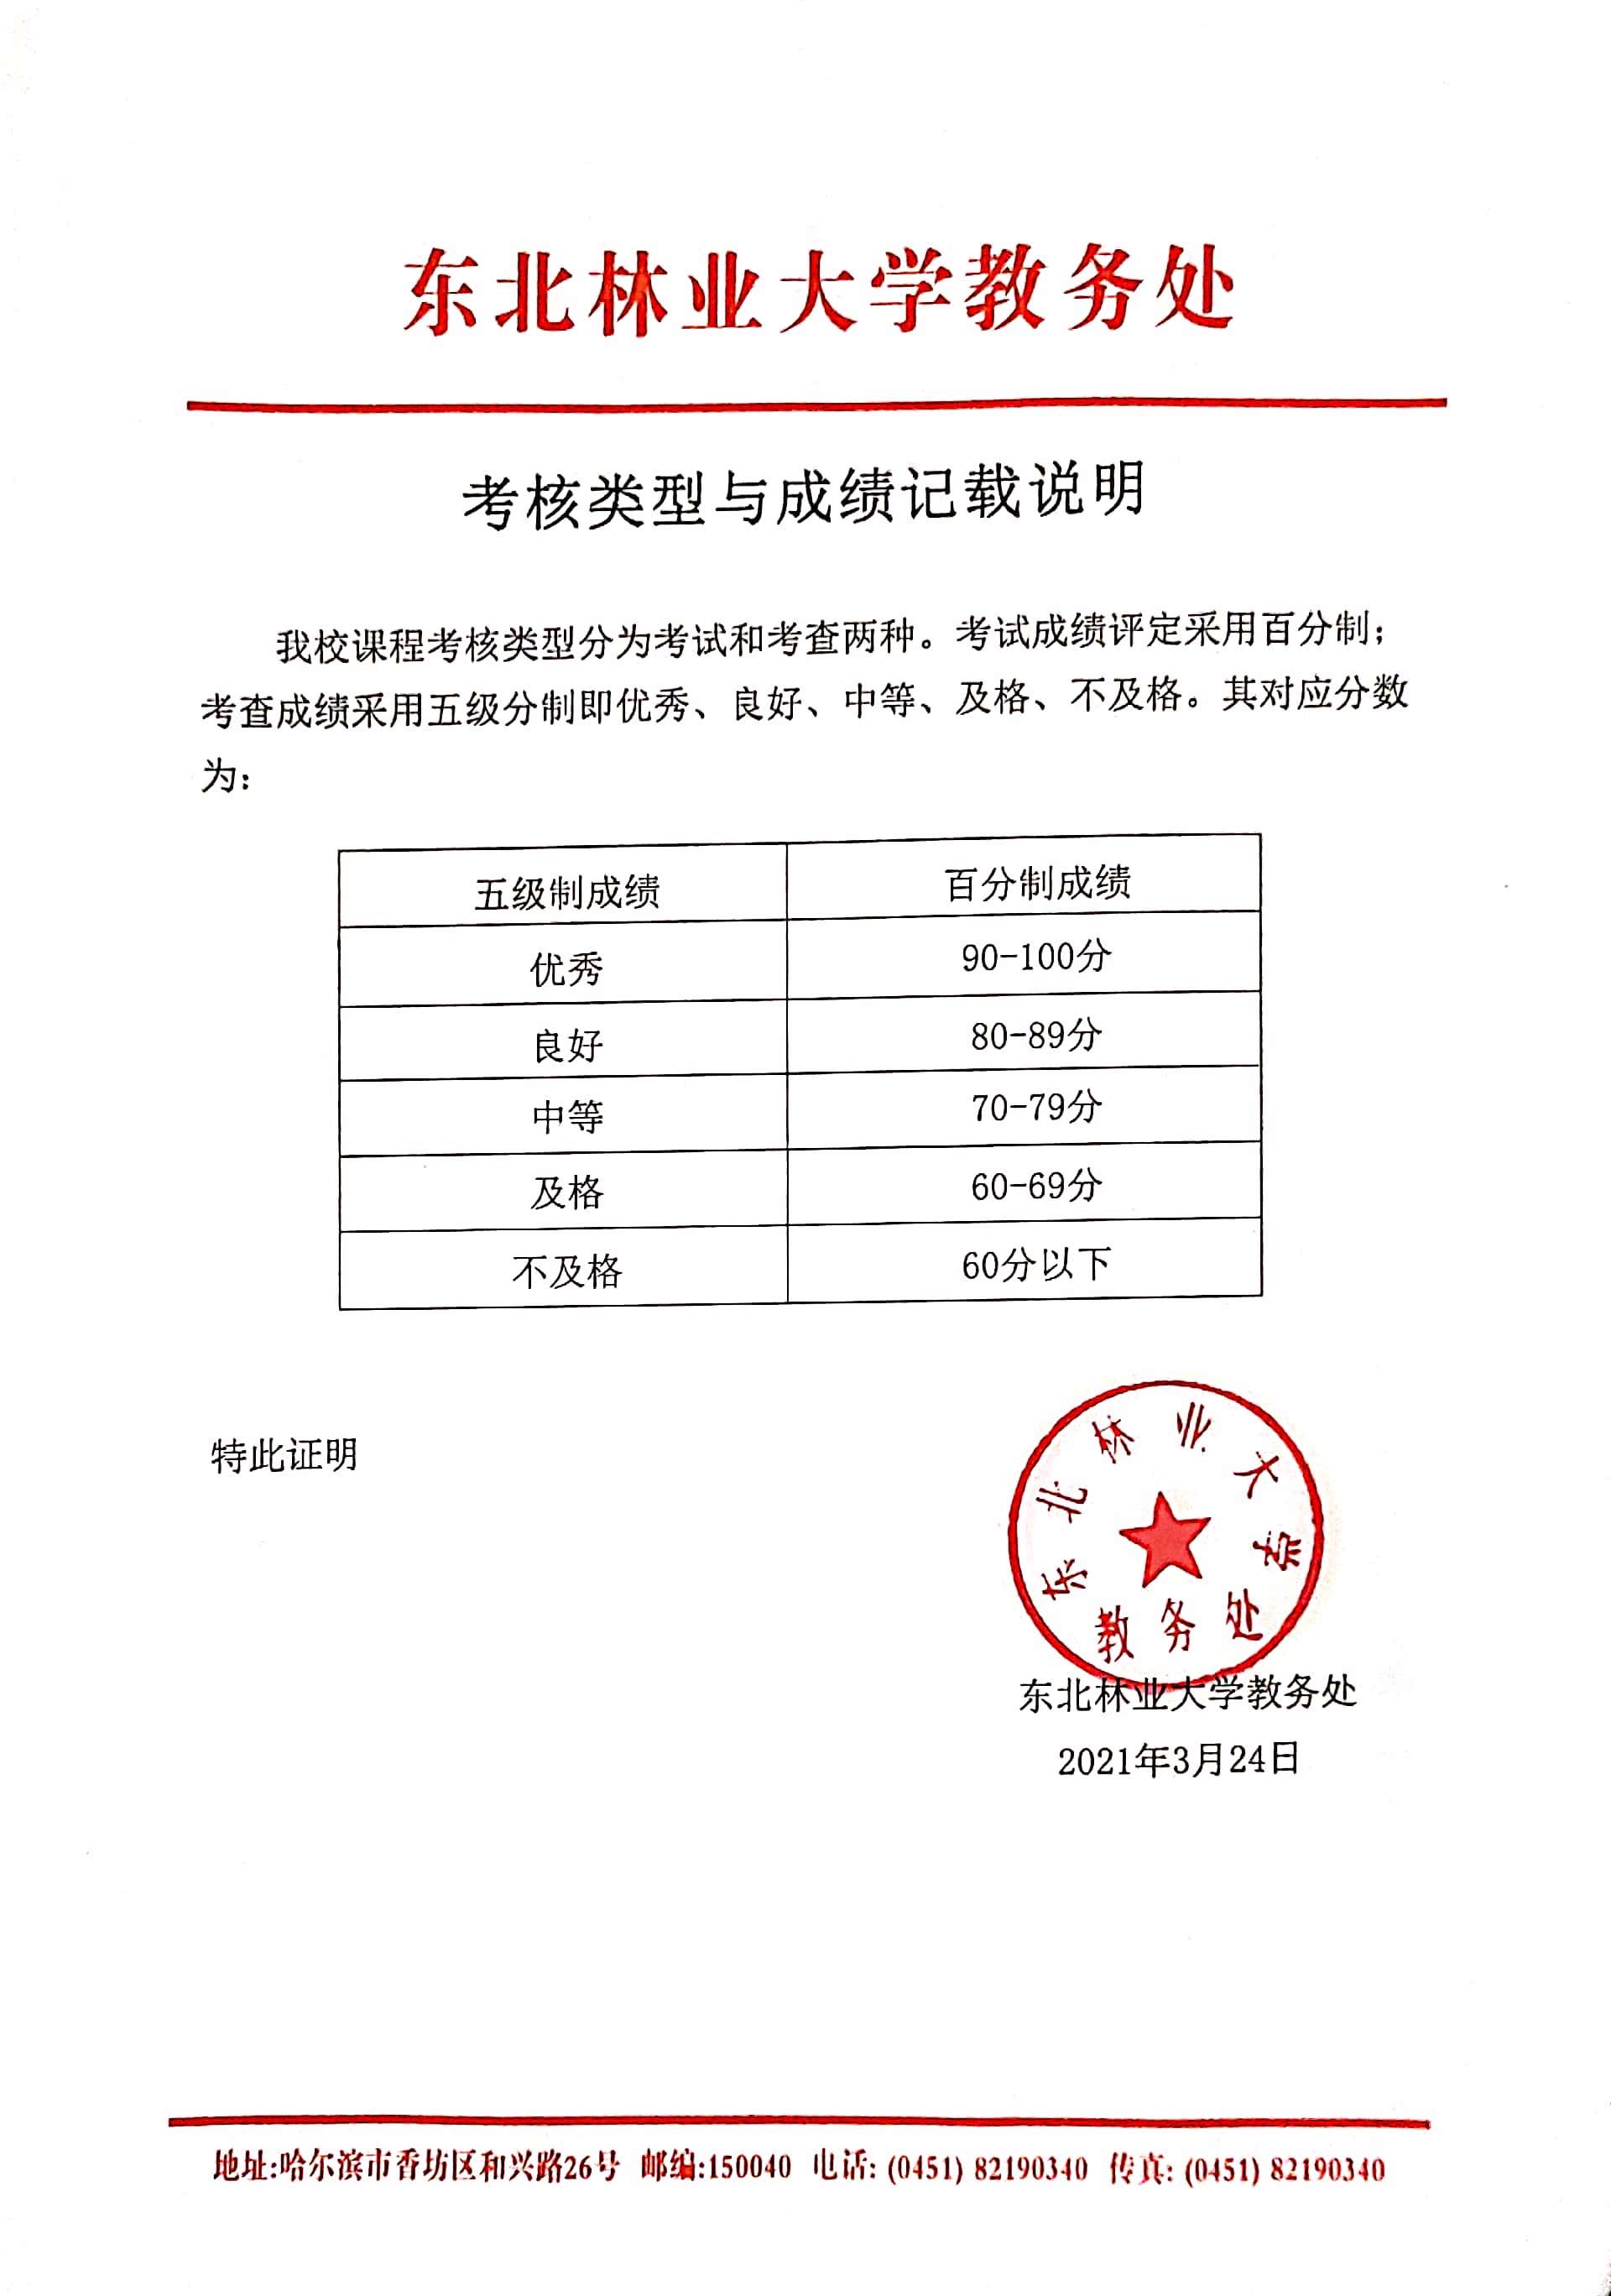 东北林业大学教务处
考核类型与成绩记载说明
我校课程考核类型分为考试和考查两种。考试成绩评定采用百分制；
考查成绩采用五级分制即优秀、良好、中等、及格、不及格。其对应分数
为：
五级制成绩 百分制成绩
优秀 90-100分
良好 80-89分
中等 70-79分
及格 60-69分
不及格 60分以下
特此证明
东北林业大学
教务处
东北林业大学教务处
2021年3月24日
地址:哈尔滨市香坊区和兴路26号 邮编:150040 电话: (0451) 82190340 传真: (0451) 82190340